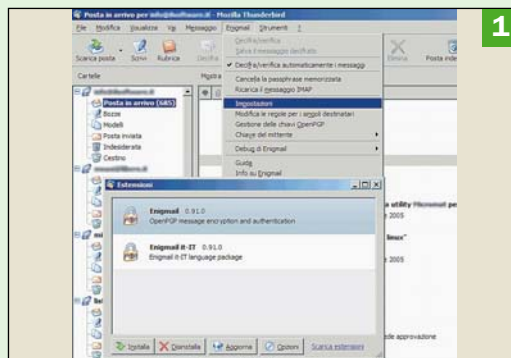 1
Posta in arrivo per - Mozilla Thunderbird
File Modifica Visualizza Vai Messaggio Enigmail Strumenti ?
Scarica posta Scrivi Rubrica Decifra Elimina
Decifra/verifica
Salva il messaggio decifrato
Decifra/verifica automaticamente i messaggi
Cancella la passphrase memorizzata
Ricarica il messaggio IMAP
Impostazioni
Modifica le regole per i singoli destinatari
Gestione delle chiavi OpenPGP
Chiave del mittente
Debug di Enigmail
Guida
Info su Enigmail
Cartelle
Mostra
Posta in arrivo (685)
Bozze
Modelli
Posta inviata
Indesiderata
Cestino
a utility per
2005
linux"
2005
ede approvazione
Estensioni
Enigmail 0.91.0
OpenPGP message encryption and authentication
Enigmail it-IT 0.91.0
Enigmail it-IT language package
Installa Disinstalla Aggiorna Opzioni Scarica estensioni